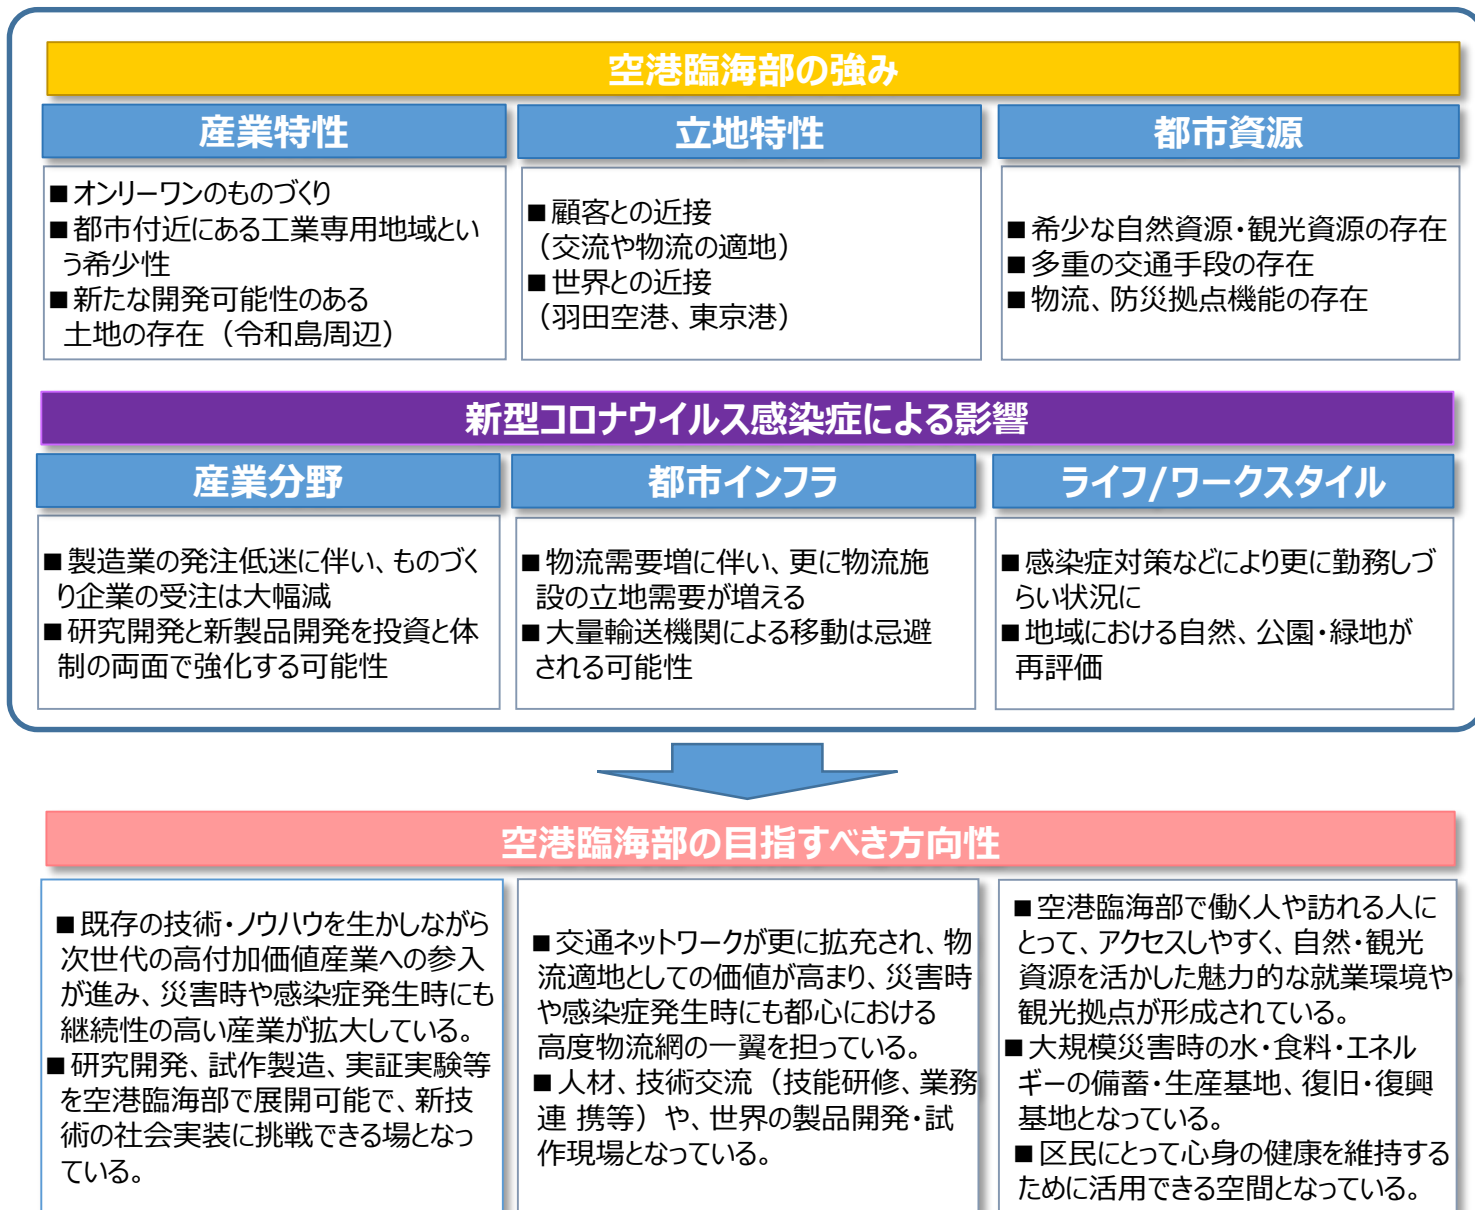 空港臨海部の強み
産業特性
■オンリーワンのものづくり
■都市付近にある工業専用地域とい
う希少性
■新たな開発可能性のある
土地の存在（令和島周辺）
立地特性
■顧客との近接
（交流や物流の適地）
■世界との近接
（羽田空港、東京港）
都市資源
■希少な自然資源・観光資源の存在
■多重の交通手段の存在
■物流、防災拠点機能の存在
新型コロナウイルス感染症による影響
産業分野
■製造業の発注低迷に伴い、ものづく
り企業の受注は大幅減
■研究開発と新製品開発を投資と体
制の両面で強化する可能性
都市インフラ
■物流需要増に伴い、更に物流施
設の立地需要が増える
■大量輸送機関による移動は忌避
される可能性
ライフ/ワークスタイル
■感染症対策などにより更に勤務しづ
らい状況に
■地域における自然、公園・緑地が
再評価
空港臨海部の目指すべき方向性
■既存の技術・ノウハウを生かしながら
次世代の高付加価値産業への参入
が進み、災害時や感染症発生時にも
継続性の高い産業が拡大している。
■研究開発、試作製造、実証実験等
を空港臨海部で展開可能で、新技
術の社会実装に挑戦できる場となっ
ている。
■交通ネットワークが更に拡充され、物
流適地としての価値が高まり、災害時
や感染症発生時にも都心における
高度物流網の一翼を担っている。
■人材、技術交流（技能研修、業務
連 携等）や、世界の製品開発・試
作現場となっている。
■空港臨海部で働く人や訪れる人に
とって、アクセスしやすく、自然・観光
資源を活かした魅力的な就業環境や
観光拠点が形成されている。
■大規模災害時の水・食料・エネル
ギーの備蓄・生産基地、復旧・復興
基地となっている。
■区民にとって心身の健康を維持する
ために活用できる空間となっている。